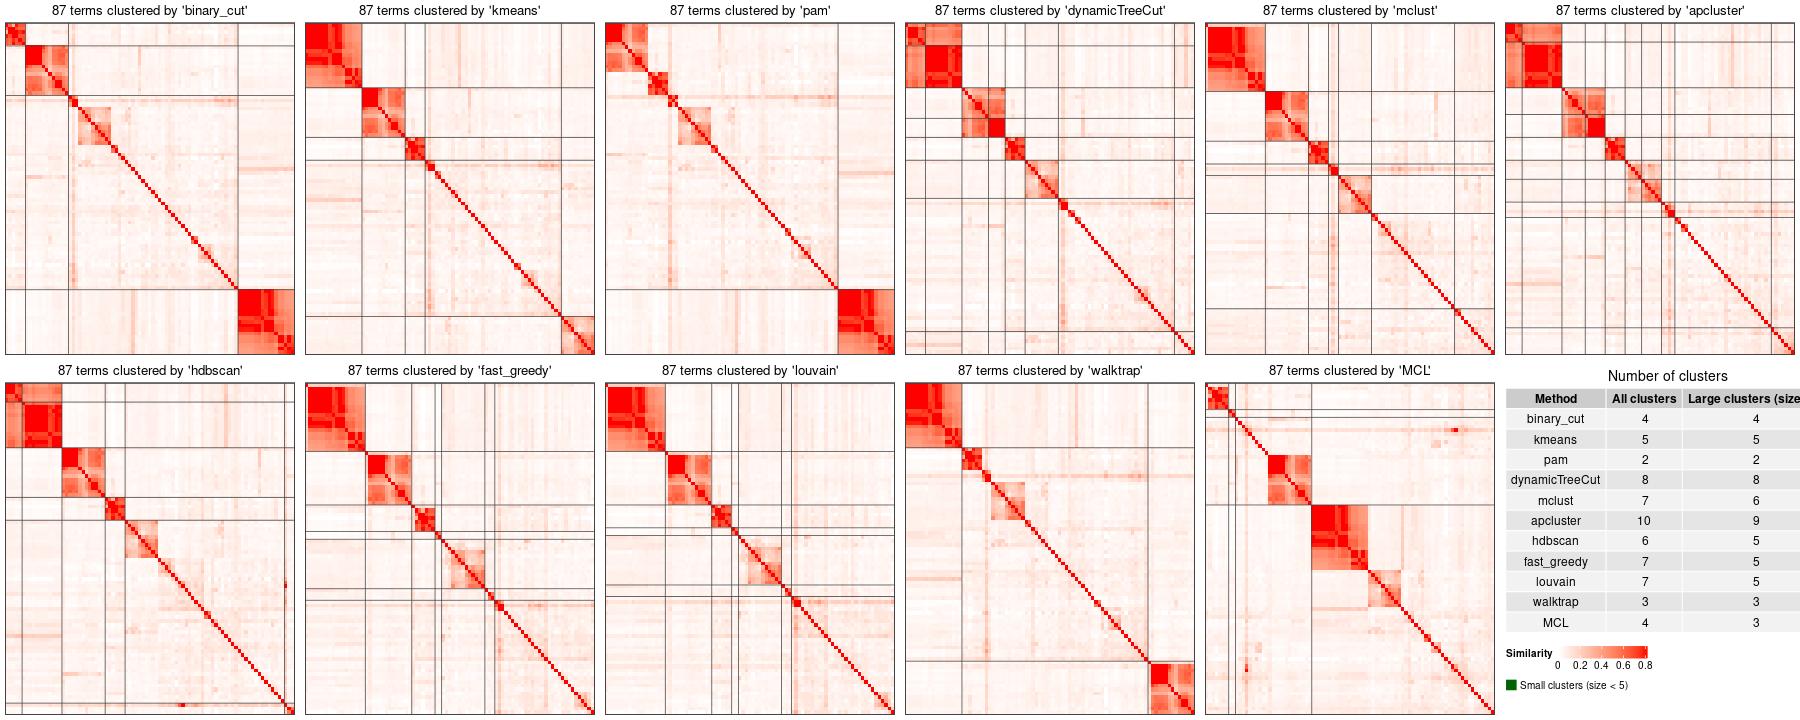 87 terms clustered by 'binary_cut'
87 terms clustered by 'kmeans'
87 terms clustered by 'pam'
87 terms clustered by 'dynamicTreeCut'
87 terms clustered by 'mclust'
87 terms clustered by 'apcluster'
87 terms clustered by 'hdbscan'
87 terms clustered by 'fast_greedy'
87 terms clustered by 'louvain'
87 terms clustered by 'walktrap'
87 terms clustered by 'MCL'
Number of clusters
Method All clusters Large clusters (size
binary_cut 4 4
kmeans 5 5
pam 2 2
dynamicTreeCut 8 8
mclust 7 6
apcluster 10 9
hdbscan 6 5
fast_greedy 7 5
louvain 7 5
walktrap 3 3
MCL 4 3
Similarity
0 0.2 0.4 0.6 0.8
Small clusters (size < 5)